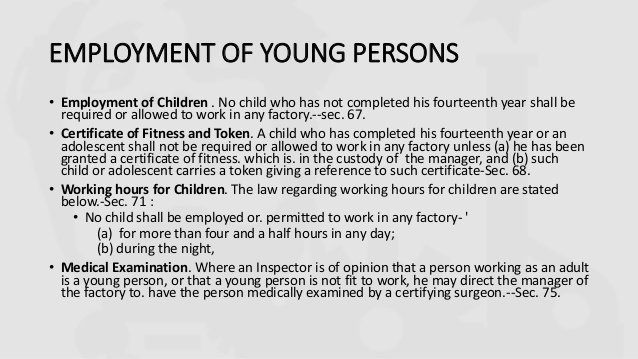 EMPLOYMENT OF YOUNG PERSONS
• Employment of Children . No child who has not completed his fourteenth year shall be
required or allowed to work in any factory.--sec. 67.
• Certificate of Fitness and Token. A child who has completed his fourteenth year or an
adolescent shall not be required or allowed to work in any factory unless (a) he has been
granted a certificate of fitness. which is. in the custody of the manager, and (b) such
child or adolescent carries a token giving a reference to such certificate-Sec. 68.
• Working hours for Children. The law regarding working hours for children are stated
below.-Sec. 71 :
• No child shall be employed or. permitted to work in any factory- '
(a) for more than four and a half hours in any day;
(b) during the night,
• Medical Examination. Where an Inspector is of opinion that a person working as an adult
is a young person, or that a young person is not fit to work, he may direct the manager of
the factory to. have the person medically examined by a certifying surgeon.--Sec. 75.